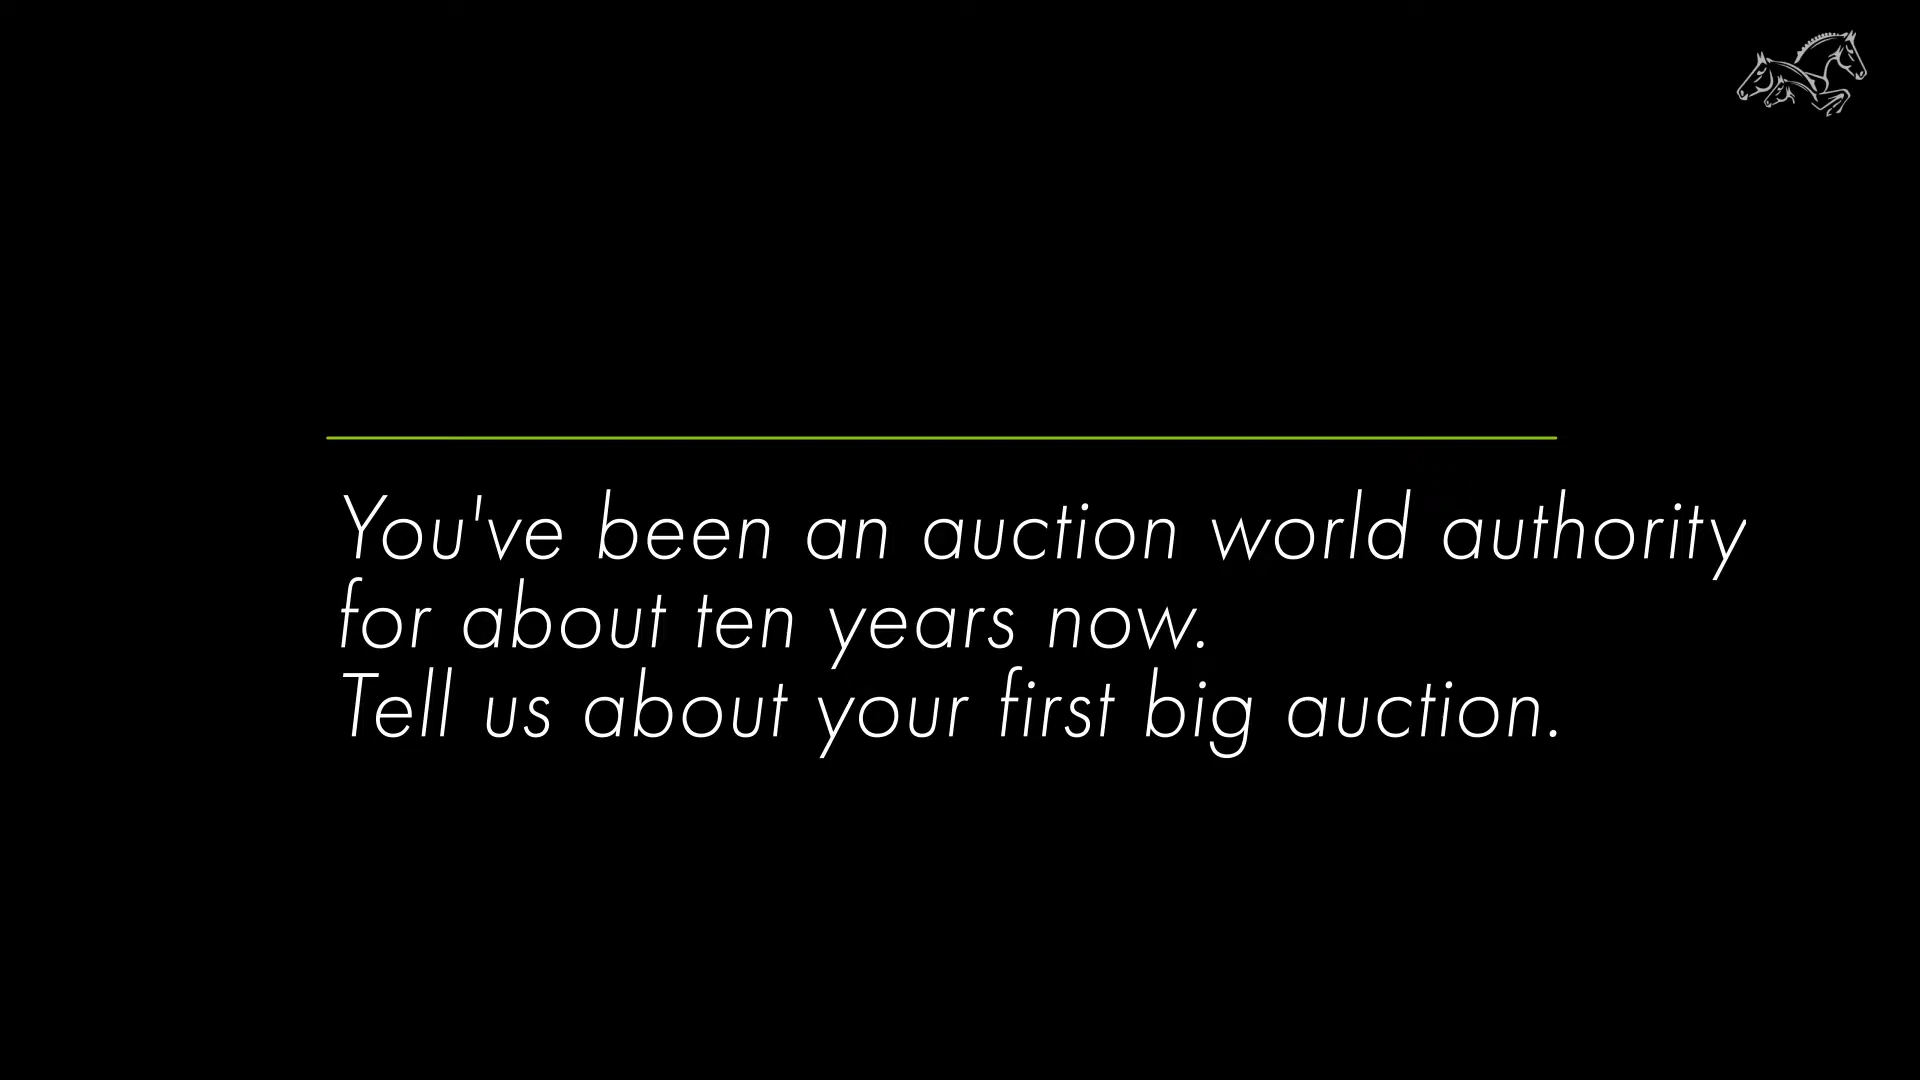 You've been an auction world authority
for about ten years now.
Tell us about your first big auction.